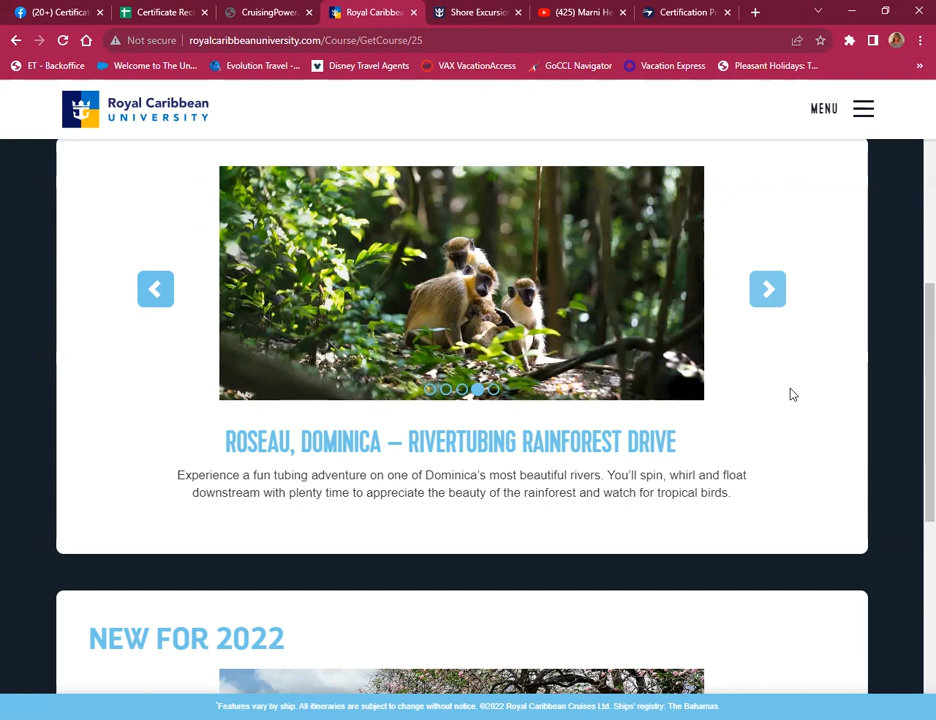 (20+) Certificat
Certificate Rec
CruisingPower.
Royal Caribbea
Shore Excursio
(425) Marni He
Certification Pr
Not secure
royalcaribbeanuniversity.com/Course/GetCourse/25
ET - Backoffice
Welcome to The Un...
Evolution Travel -...
Disney Travel Agents
VAX VacationAccess
GoCCL Navigator
Vacation Express
Pleasant Holidays: T...
»
Royal Caribbean
UNIVERSITY
MENU
ROSEAU, DOMINICA – RIVERTUBING RAINFOREST DRIVE
Experience a fun tubing adventure on one of Dominica's most beautiful rivers. You'll spin, whirl and float
downstream with plenty time to appreciate the beauty of the rainforest and watch for tropical birds.
NEW FOR 2022
*Features vary by ship. All itineraries are subject to change without notice. ©2022 Royal Caribbean Cruises Ltd. Ships' registry: The Bahamas.